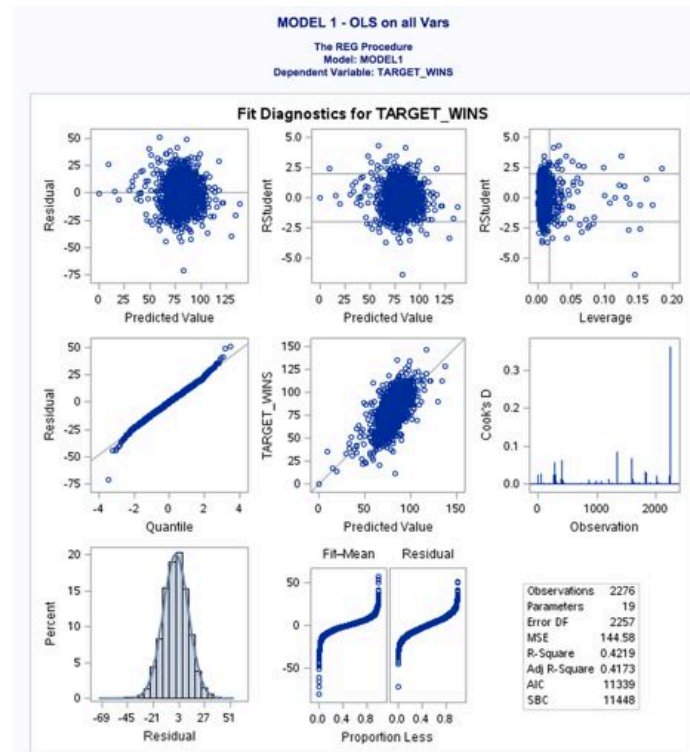 MODEL 1 - OLS on all Vars
The REG Procedure
Model: MODEL1
Dependent Variable: TARGET_WINS
Fit Diagnostics for TARGET_WINS
Residual
50
25
0
-25
-50
-75
0 25 50 75 100 125
Predicted Value
RStudent
5.0
2.5
0.0
-2.5
-5.0
0 25 50 75 100 125
Predicted Value
RStudent
5.0
2.5
0.0
-2.5
-5.0
0.00 0.05 0.10 0.15 0.20
Leverage
Residual
50
25
0
-25
-50
-75
-4 -2 0 2 4
Quantile
TARGET_WINS
150
125
100
75
50
25
0
0 50 100 150
Predicted Value
Cook's D
0.3
0.2
0.1
0.0
0 1000 2000
Observation
Percent
20
15
10
5
0
-69 -45 -21 3 27 51
Residual
Fit–Mean Residual
50
0
-50
0.0 0.4 0.8 0.0 0.4 0.8
Proportion Less
Observations 2276
Parameters 19
Error DF 2257
MSE 144.58
R-Square 0.4219
Adj R-Square 0.4173
AIC 11339
SBC 11448